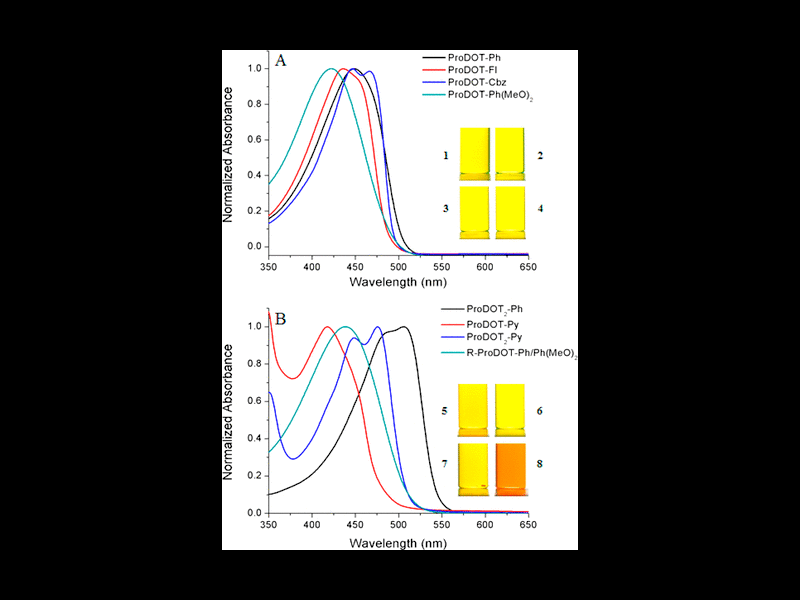 A
ProDOT-Ph
ProDOT-Fl
ProDOT-Cbz
ProDOT-Ph(MeO)₂
1.0
0.8
0.6
0.4
0.2
0.0
Normalized Absorbance
1
2
3
4
350 400 450 500 550 600 650
Wavelength (nm)
B
ProDOT₂-Ph
ProDOT-Py
ProDOT₂-Py
R-ProDOT-Ph/Ph(MeO)₂
1.0
0.8
0.6
0.4
0.2
0.0
Normalized Absorbance
5
6
7
8
350 400 450 500 550 600 650
Wavelength (nm)